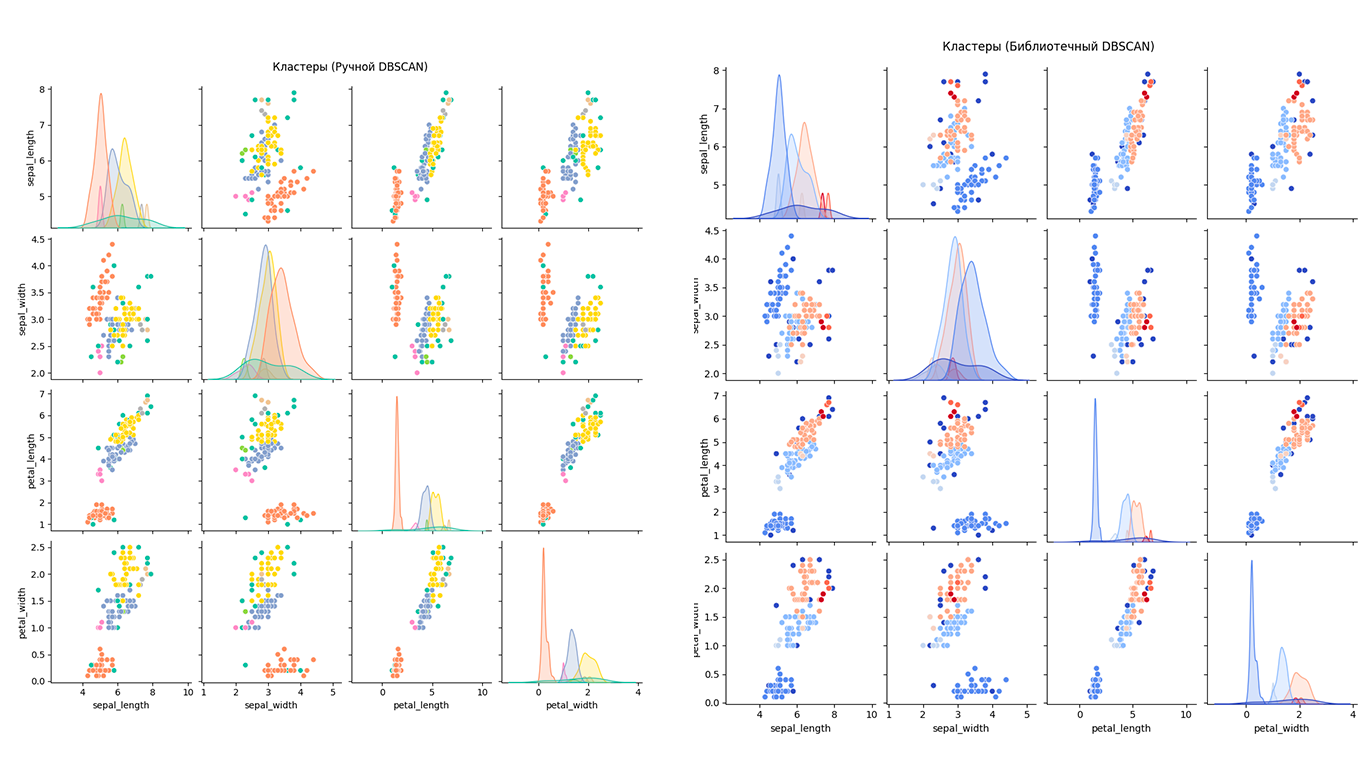 Кластеры (Ручной DBSCAN)
8
7
6
5
sepal_length
4.5
4.0
3.5
3.0
2.5
2.0
sepal_width
7
6
5
4
3
2
1
petal_length
2.5
2.0
1.5
1.0
0.5
0.0
petal_width
4 6 8 10
sepal_length
1 2 3 4 5
sepal_width
0 5 10
petal_length
0 2 4
petal_width
Кластеры (Библиотечный DBSCAN)
8
7
6
5
sepal_length
4.5
4.0
3.5
3.0
2.5
2.0
sepal_width
7
6
5
4
3
2
1
petal_length
2.5
2.0
1.5
1.0
0.5
0.0
petal_width
4 6 8 10
sepal_length
1 2 3 4 5
sepal_width
0 5 10
petal_length
0 2 4
petal_width